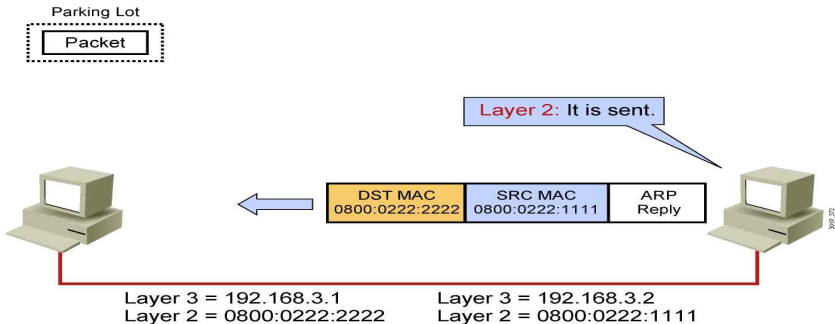 Parking Lot
Packet
Layer 2: It is sent.
DST MAC
0800:0222:2222
SRC MAC
0800:0222:1111
ARP
Reply
301P_372
Layer 3 = 192.168.3.1
Layer 2 = 0800:0222:2222
Layer 3 = 192.168.3.2
Layer 2 = 0800:0222:1111